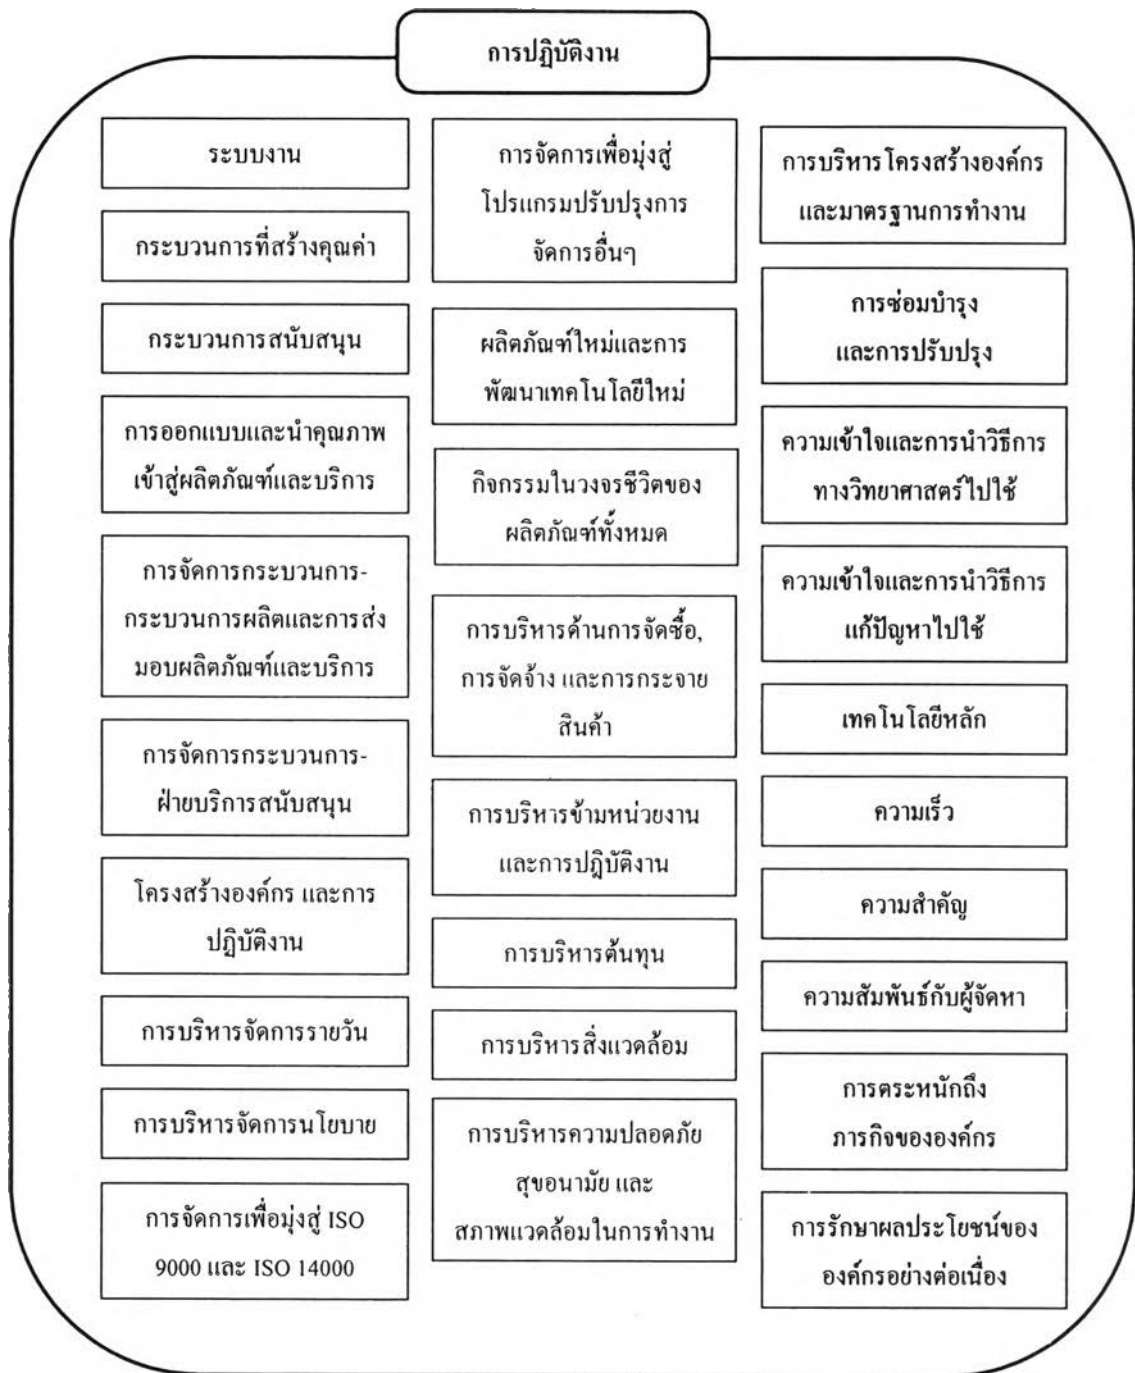 การปฏิบัติงาน
ระบบงาน
กระบวนการที่สร้างคุณค่า
กระบวนการสนับสนุน
การออกแบบและนำคุณภาพ
เข้าสู่ผลิตภัณฑ์และบริการ
การจัดการกระบวนการ-
กระบวนการผลิตและการส่ง
มอบผลิตภัณฑ์และบริการ
การจัดการกระบวนการ-
ฝ่ายบริการสนับสนุน
โครงสร้างองค์กร และการ
ปฏิบัติงาน
การบริหารจัดการรายวัน
การบริหารจัดการนโยบาย
การจัดการเพื่อมุ่งสู่ ISO
9000 และ ISO 14000
การจัดการเพื่อมุ่งสู่
โปรแกรมปรับปรุงการ
จัดการอื่นๆ
ผลิตภัณฑ์ใหม่และการ
พัฒนาเทคโนโลยีใหม่
กิจกรรมในวงจรชีวิตของ
ผลิตภัณฑ์ทั้งหมด
การบริหารด้านการจัดซื้อ,
การจัดจ้าง และการกระจาย
สินค้า
การบริหารข้ามหน่วยงาน
และการปฏิบัติงาน
การบริหารต้นทุน
การบริหารสิ่งแวดล้อม
การบริหารความปลอดภัย
สุขอนามัย และ
สภาพแวดล้อมในการทำงาน
การบริหารโครงสร้างองค์กร
และมาตรฐานการทำงาน
การซ่อมบำรุง
และการปรับปรุง
ความเข้าใจและการนำวิธีการ
ทางวิทยาศาสตร์ไปใช้
ความเข้าใจและการนำวิธีการ
แก้ปัญหาไปใช้
เทคโนโลยีหลัก
ความเร็ว
ความสำคัญ
ความสัมพันธ์กับผู้จัดหา
การตระหนักถึง
ภารกิจขององค์กร
การรักษาผลประโยชน์ของ
องค์กรอย่างต่อเนื่อง